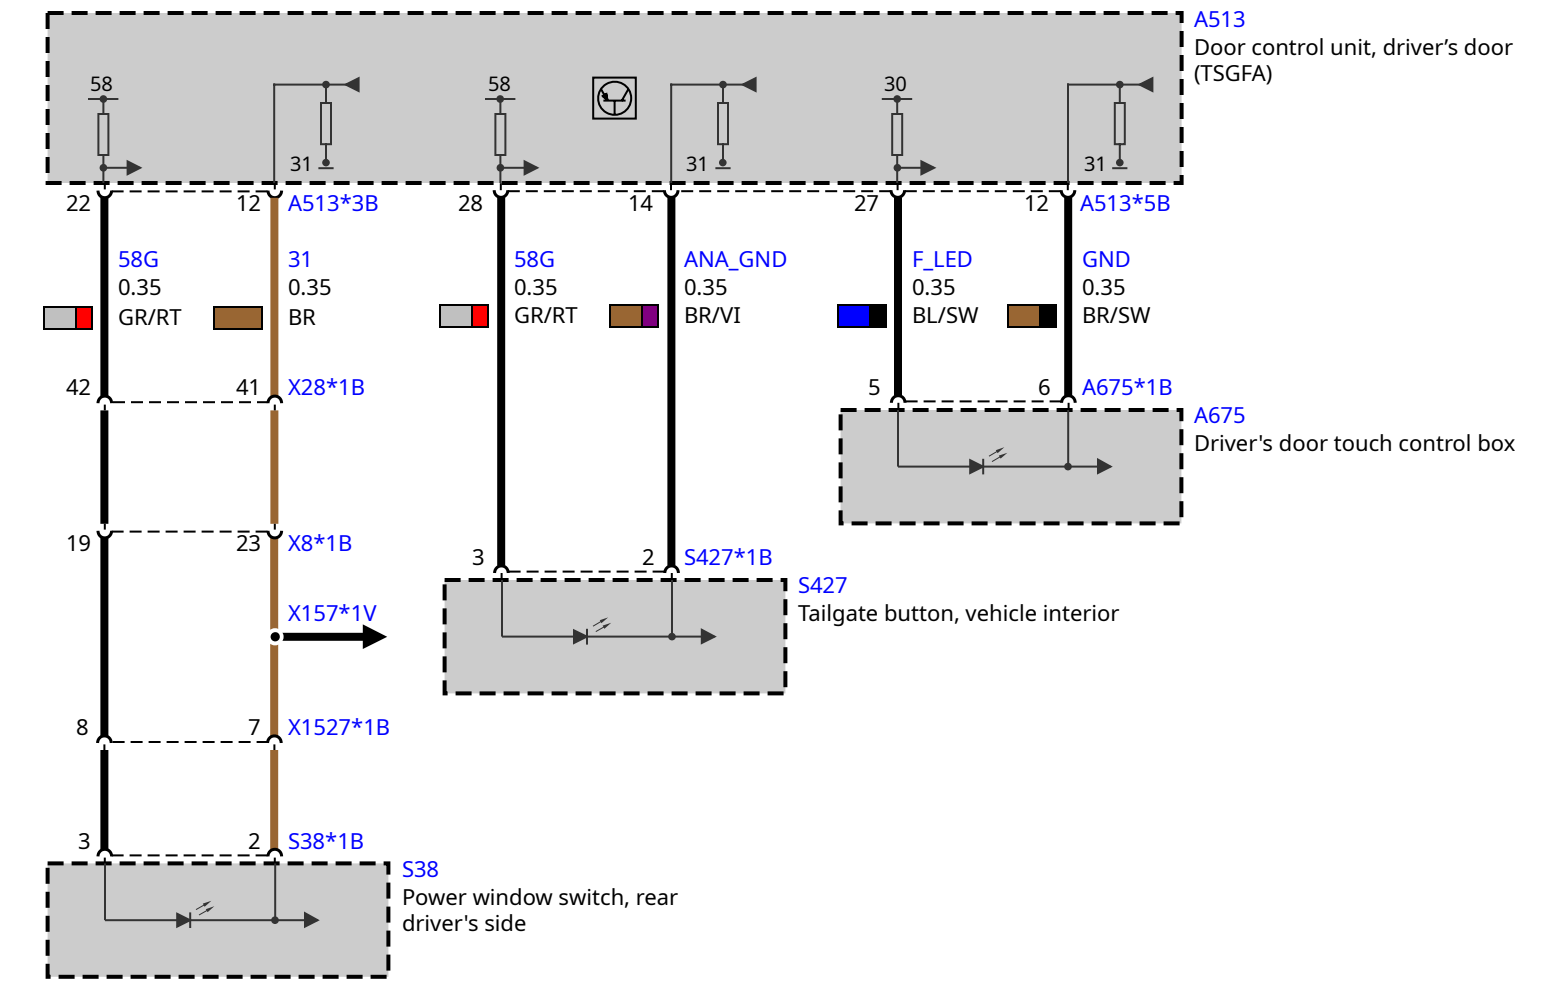 A513
Door control unit, driver’s door
(TSGFA)
58
58
30
31
31
31
22
12
A513*3B
28
14
27
12
A513*5B
58G
31
58G
ANA_GND
F_LED
GND
0.35
0.35
0.35
0.35
0.35
0.35
GR/RT
BR
GR/RT
BR/VI
BL/SW
BR/SW
42
41
X28*1B
5
6
A675*1B
A675
Driver's door touch control box
19
23
X8*1B
3
2
S427*1B
S427
Tailgate button, vehicle interior
X157*1V
8
7
X1527*1B
3
2
S38*1B
S38
Power window switch, rear
driver's side